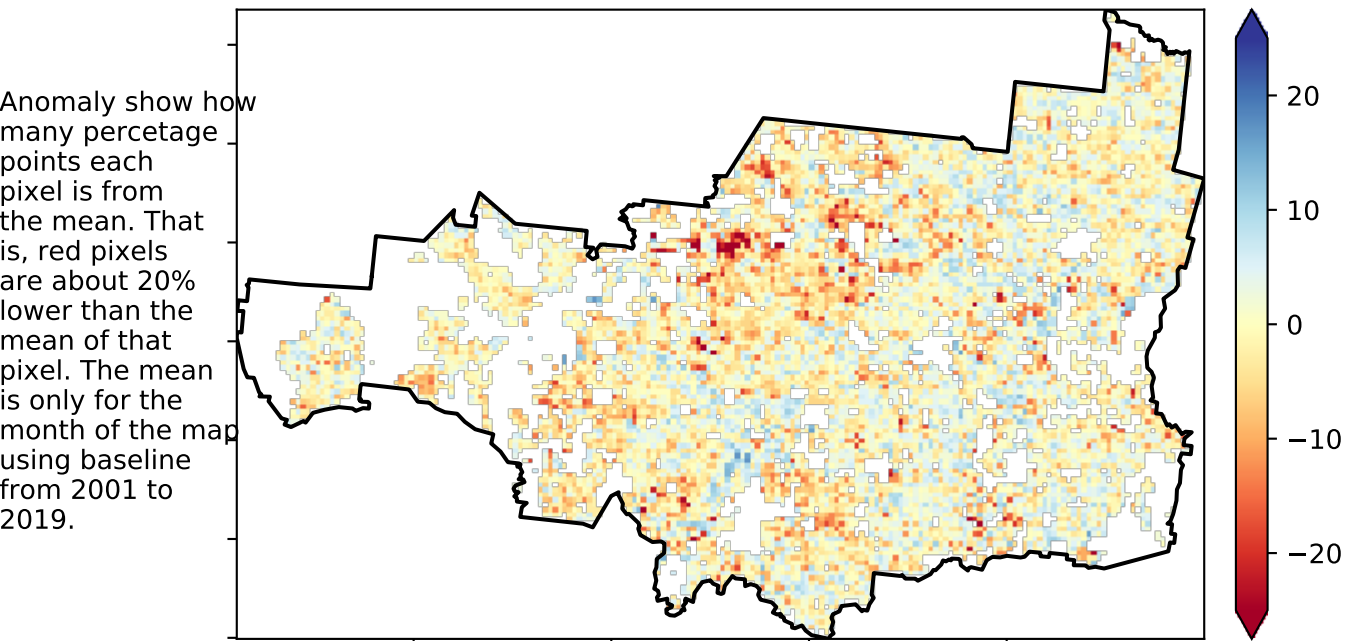 Anomaly show how
many percetage
points each
pixel is from
the mean. That
is, red pixels
are about 20%
lower than the
mean of that
pixel. The mean
is only for the
month of the map
using baseline
from 2001 to
2019.
20
10
0
−10
−20